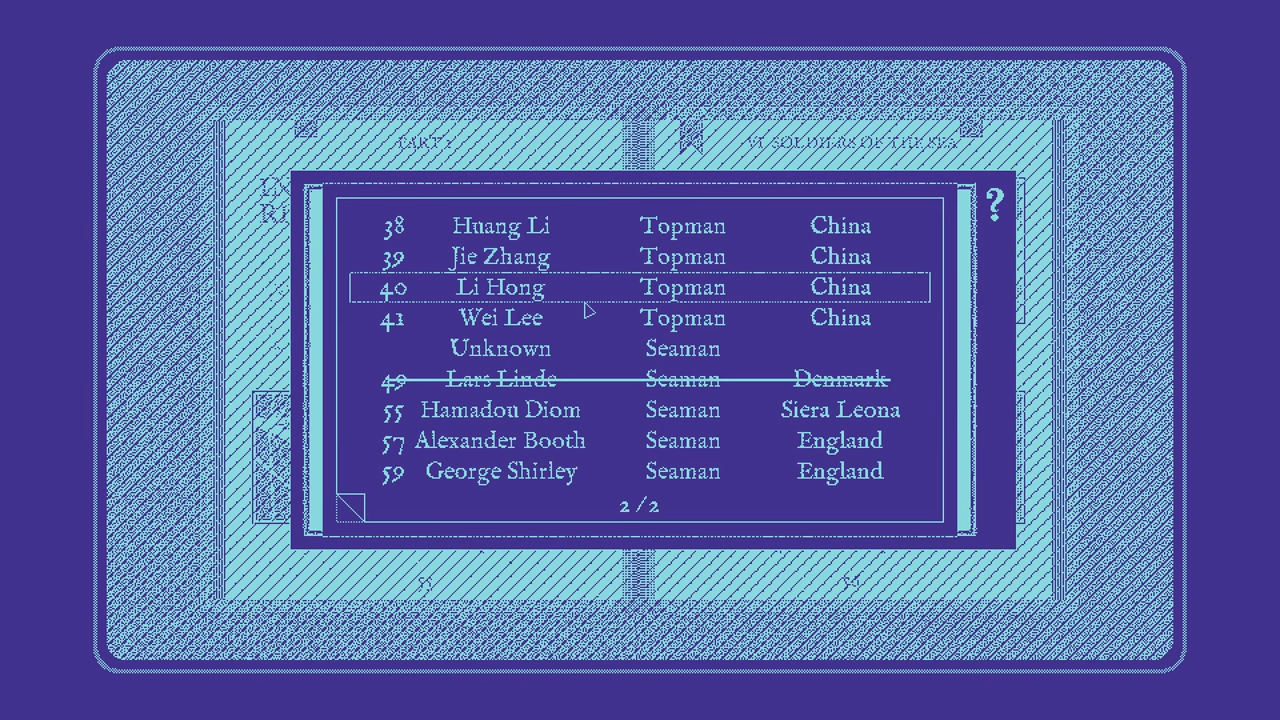 PART 1
VI SOLDIERS OF THE SEA
?
38 Huang Li Topman China
39 Jie Zhang Topman China
40 Li Hong Topman China
41 Wei Lee Topman China
Unknown Seaman
49 Lars Linde Seaman Denmark
55 Hamadou Diom Seaman Siera Leona
57 Alexander Booth Seaman England
59 George Shirley Seaman England
2 / 2
55